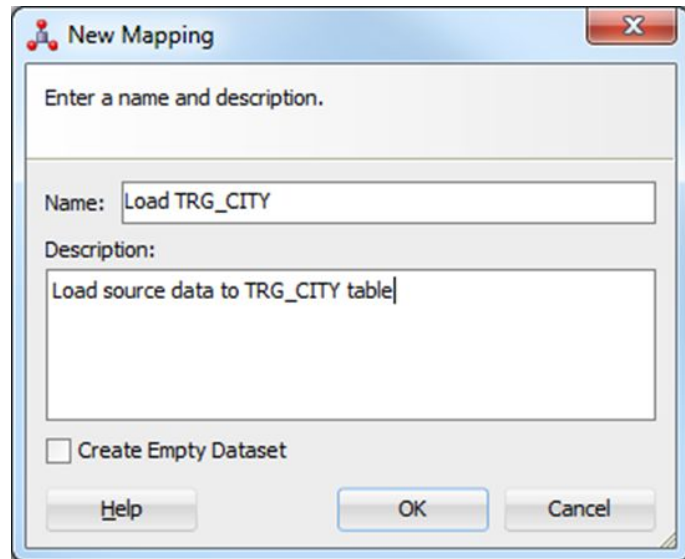 New Mapping
Enter a name and description.
Name: Load TRG_CITY
Description:
Load source data to TRG_CITY table
Create Empty Dataset
Help OK Cancel